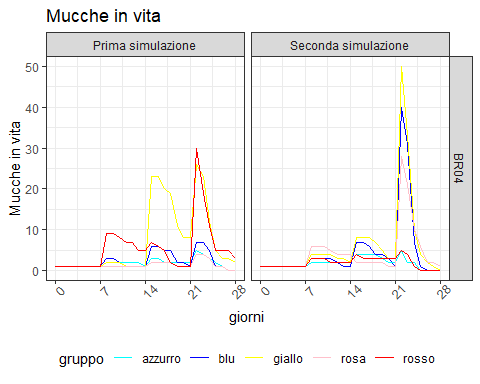 Mucche in vita
Prima simulazione
Seconda simulazione
50
40
30
20
10
0
Mucche in vita
BR04
0
7
14
21
28
0
7
14
21
28
giorni
gruppo
azzurro
blu
giallo
rosa
rosso